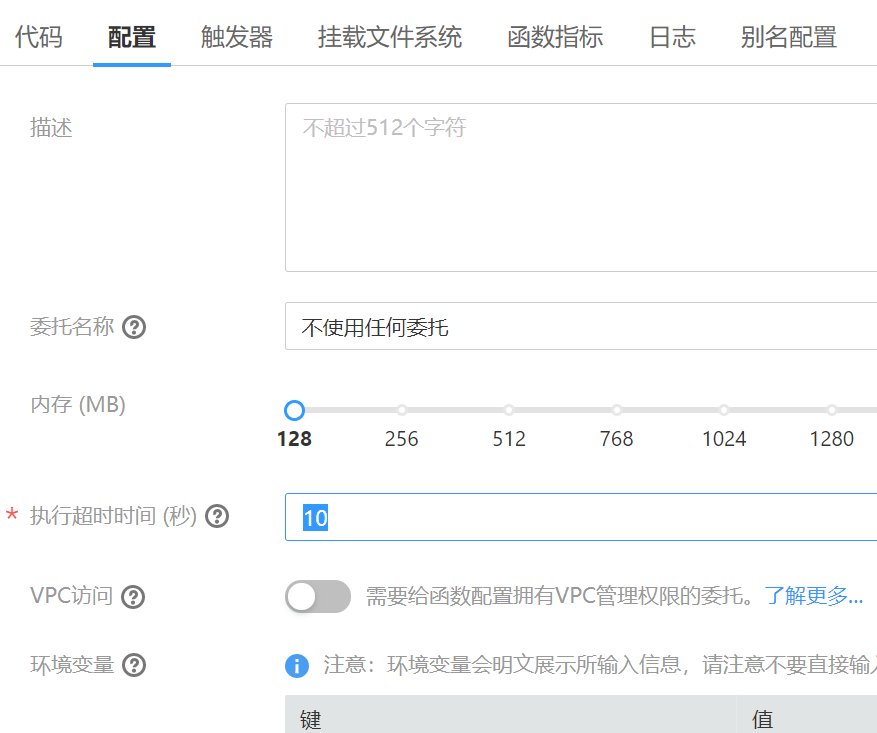 代码 配置 触发器 挂载文件系统 函数指标 日志 别名配置
描述 不超过512个字符
委托名称 ? 不使用任何委托
内存 (MB)
128 256 512 768 1024 1280
* 执行超时时间 (秒) ? 10
VPC访问 ? 需要给函数配置拥有VPC管理权限的委托。了解更多...
环境变量 ? 注意：环境变量会明文展示所输入信息，请注意不要直接输入
键 值